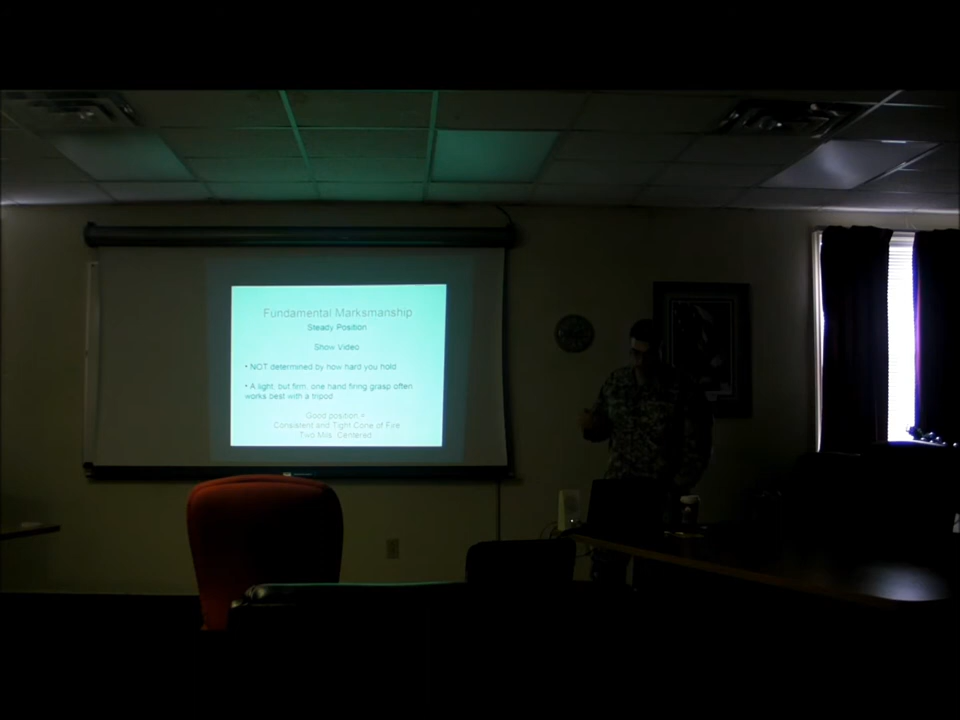 Fundamental Marksmanship
Steady Position
Show Video
• NOT determined by how hard you hold
• A light, but firm, one hand firing grasp often
works best with a tripod
Good position =
Consistent and Tight Cone of Fire
Two Mils, Centered